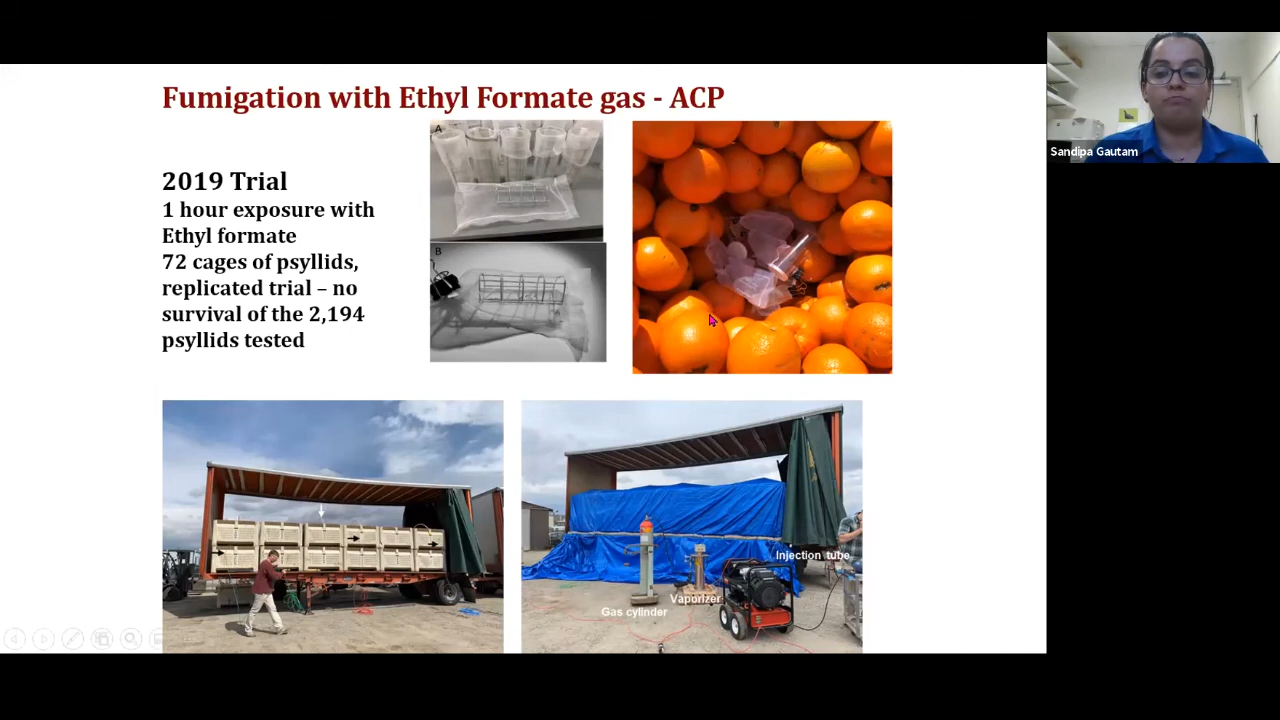 Fumigation with Ethyl Formate gas - ACP
2019 Trial
1 hour exposure with
Ethyl formate
72 cages of psyllids,
replicated trial – no
survival of the 2,194
psyllids tested
A
B
Injection tube
Vaporizer
Gas cylinder
Sandipa Gautam